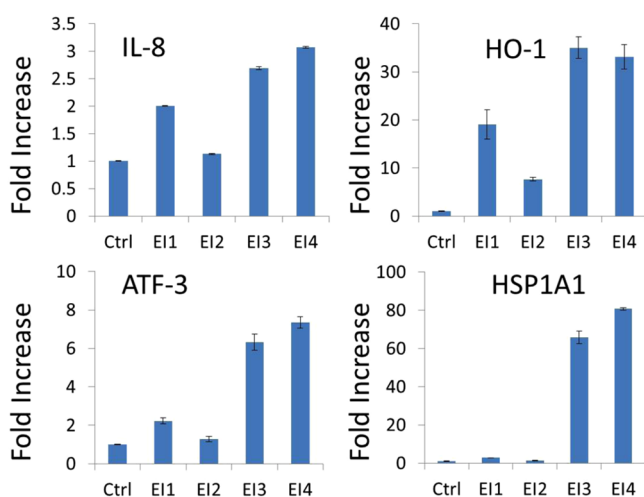 IL-8
Fold Increase
3.5
3
2.5
2
1.5
1
0.5
0
Ctrl EI1 EI2 EI3 EI4
HO-1
Fold Increase
40
30
20
10
0
Ctrl EI1 EI2 EI3 EI4
ATF-3
Fold Increase
10
8
6
4
2
0
Ctrl EI1 EI2 EI3 EI4
HSP1A1
Fold Increase
100
80
60
40
20
0
Ctrl EI1 EI2 EI3 EI4